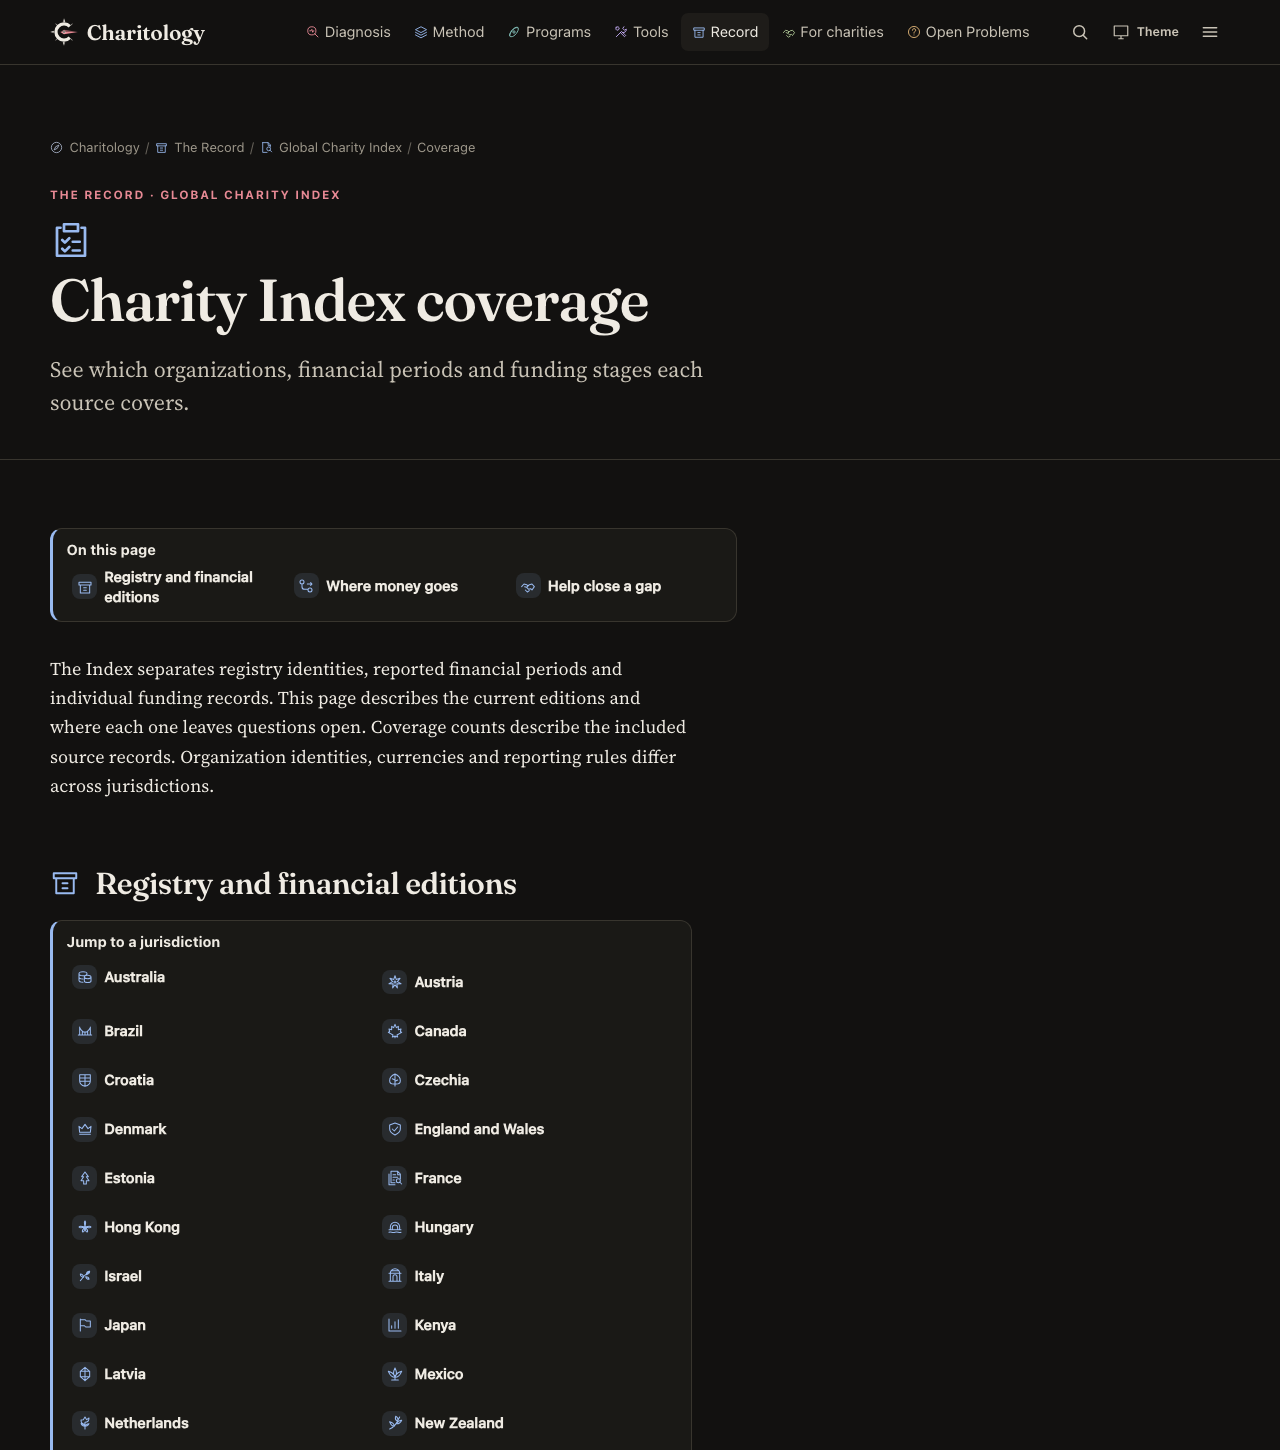 Charitology
Diagnosis
Method
Programs
Tools
Record
For charities
Open Problems
Theme
Charitology / The Record / Global Charity Index / Coverage
THE RECORD · GLOBAL CHARITY INDEX
Charity Index coverage
See which organizations, financial periods and funding stages each
source covers.
On this page
Registry and financial
editions
Where money goes
Help close a gap
The Index separates registry identities, reported financial periods and
individual funding records. This page describes the current editions and
where each one leaves questions open. Coverage counts describe the included
source records. Organization identities, currencies and reporting rules differ
across jurisdictions.
Registry and financial editions
Jump to a jurisdiction
Australia
Austria
Brazil
Canada
Croatia
Czechia
Denmark
England and Wales
Estonia
France
Hong Kong
Hungary
Israel
Italy
Japan
Kenya
Latvia
Mexico
Netherlands
New Zealand